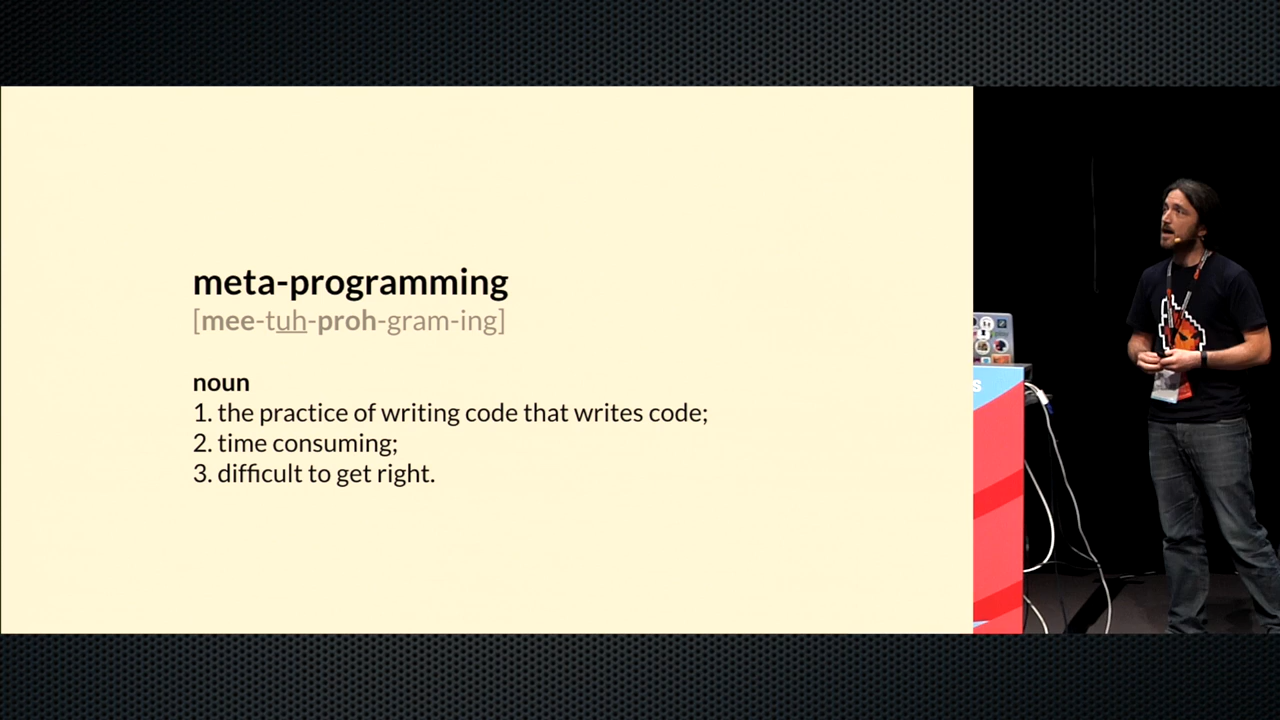 meta-programming
[mee-tuh-proh-gram-ing]
noun
1. the practice of writing code that writes code;
2. time consuming;
3. difficult to get right.
S